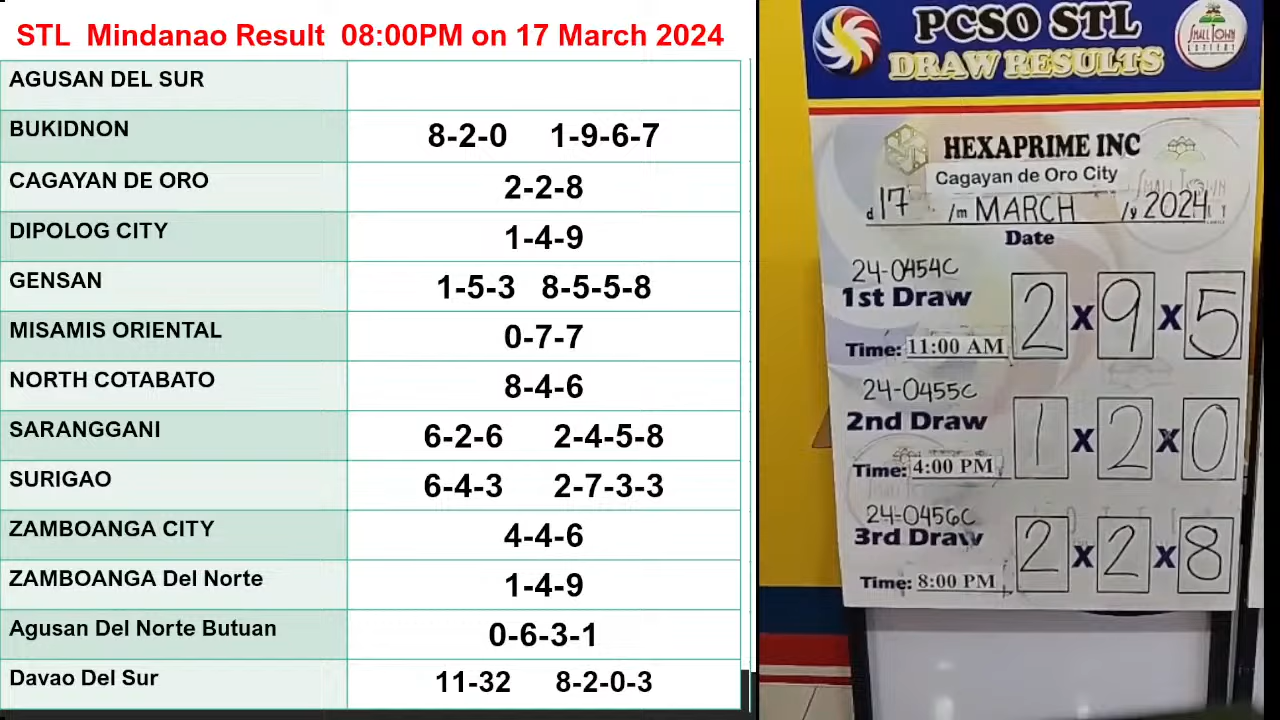 STL Mindanao Result 08:00PM on 17 March 2024
AGUSAN DEL SUR
BUKIDNON 8-2-0 1-9-6-7
CAGAYAN DE ORO 2-2-8
DIPOLOG CITY 1-4-9
GENSAN 1-5-3 8-5-5-8
MISAMIS ORIENTAL 0-7-7
NORTH COTABATO 8-4-6
SARANGGANI 6-2-6 2-4-5-8
SURIGAO 6-4-3 2-7-3-3
ZAMBOANGA CITY 4-4-6
ZAMBOANGA Del Norte 1-4-9
Agusan Del Norte Butuan 0-6-3-1
Davao Del Sur 11-32 8-2-0-3
PCSO STL
DRAW RESULTS
SMALL TOWN
LOTTERY
HEXAPRIME INC
Cagayan de Oro City
d 17 /m MARCH /y 2024
Date
24-0454C
1st Draw 2 X 9 X 5
Time: 11:00 AM
24-0455C
2nd Draw 1 X 2 X 0
Time: 4:00 PM
24-0456C
3rd Draw 2 X 2 X 8
Time: 8:00 PM